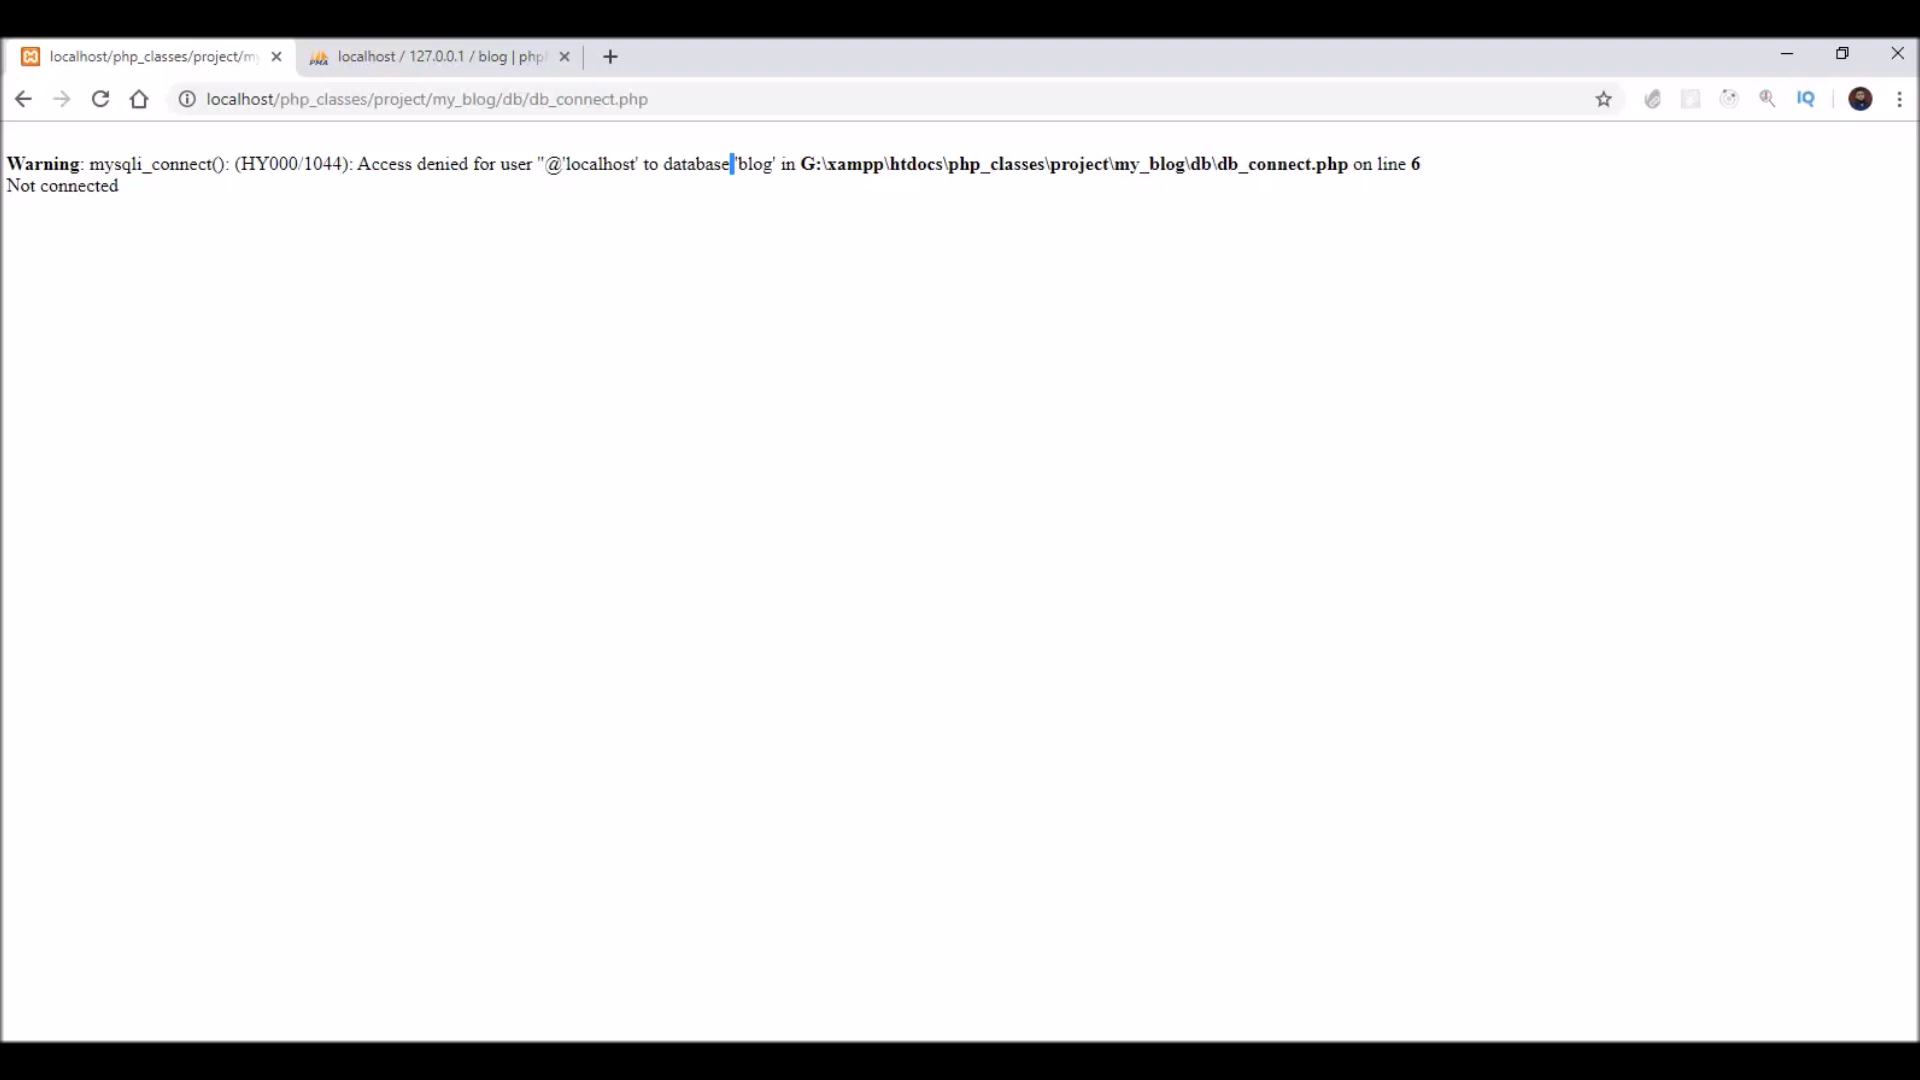 localhost/php_classes/project/my
localhost / 127.0.0.1 / blog | php
localhost/php_classes/project/my_blog/db/db_connect.php
IQ
Warning: mysqli_connect(): (HY000/1044): Access denied for user ''@'localhost' to database 'blog' in G:\xampp\htdocs\php_classes\project\my_blog\db\db_connect.php on line 6
Not connected